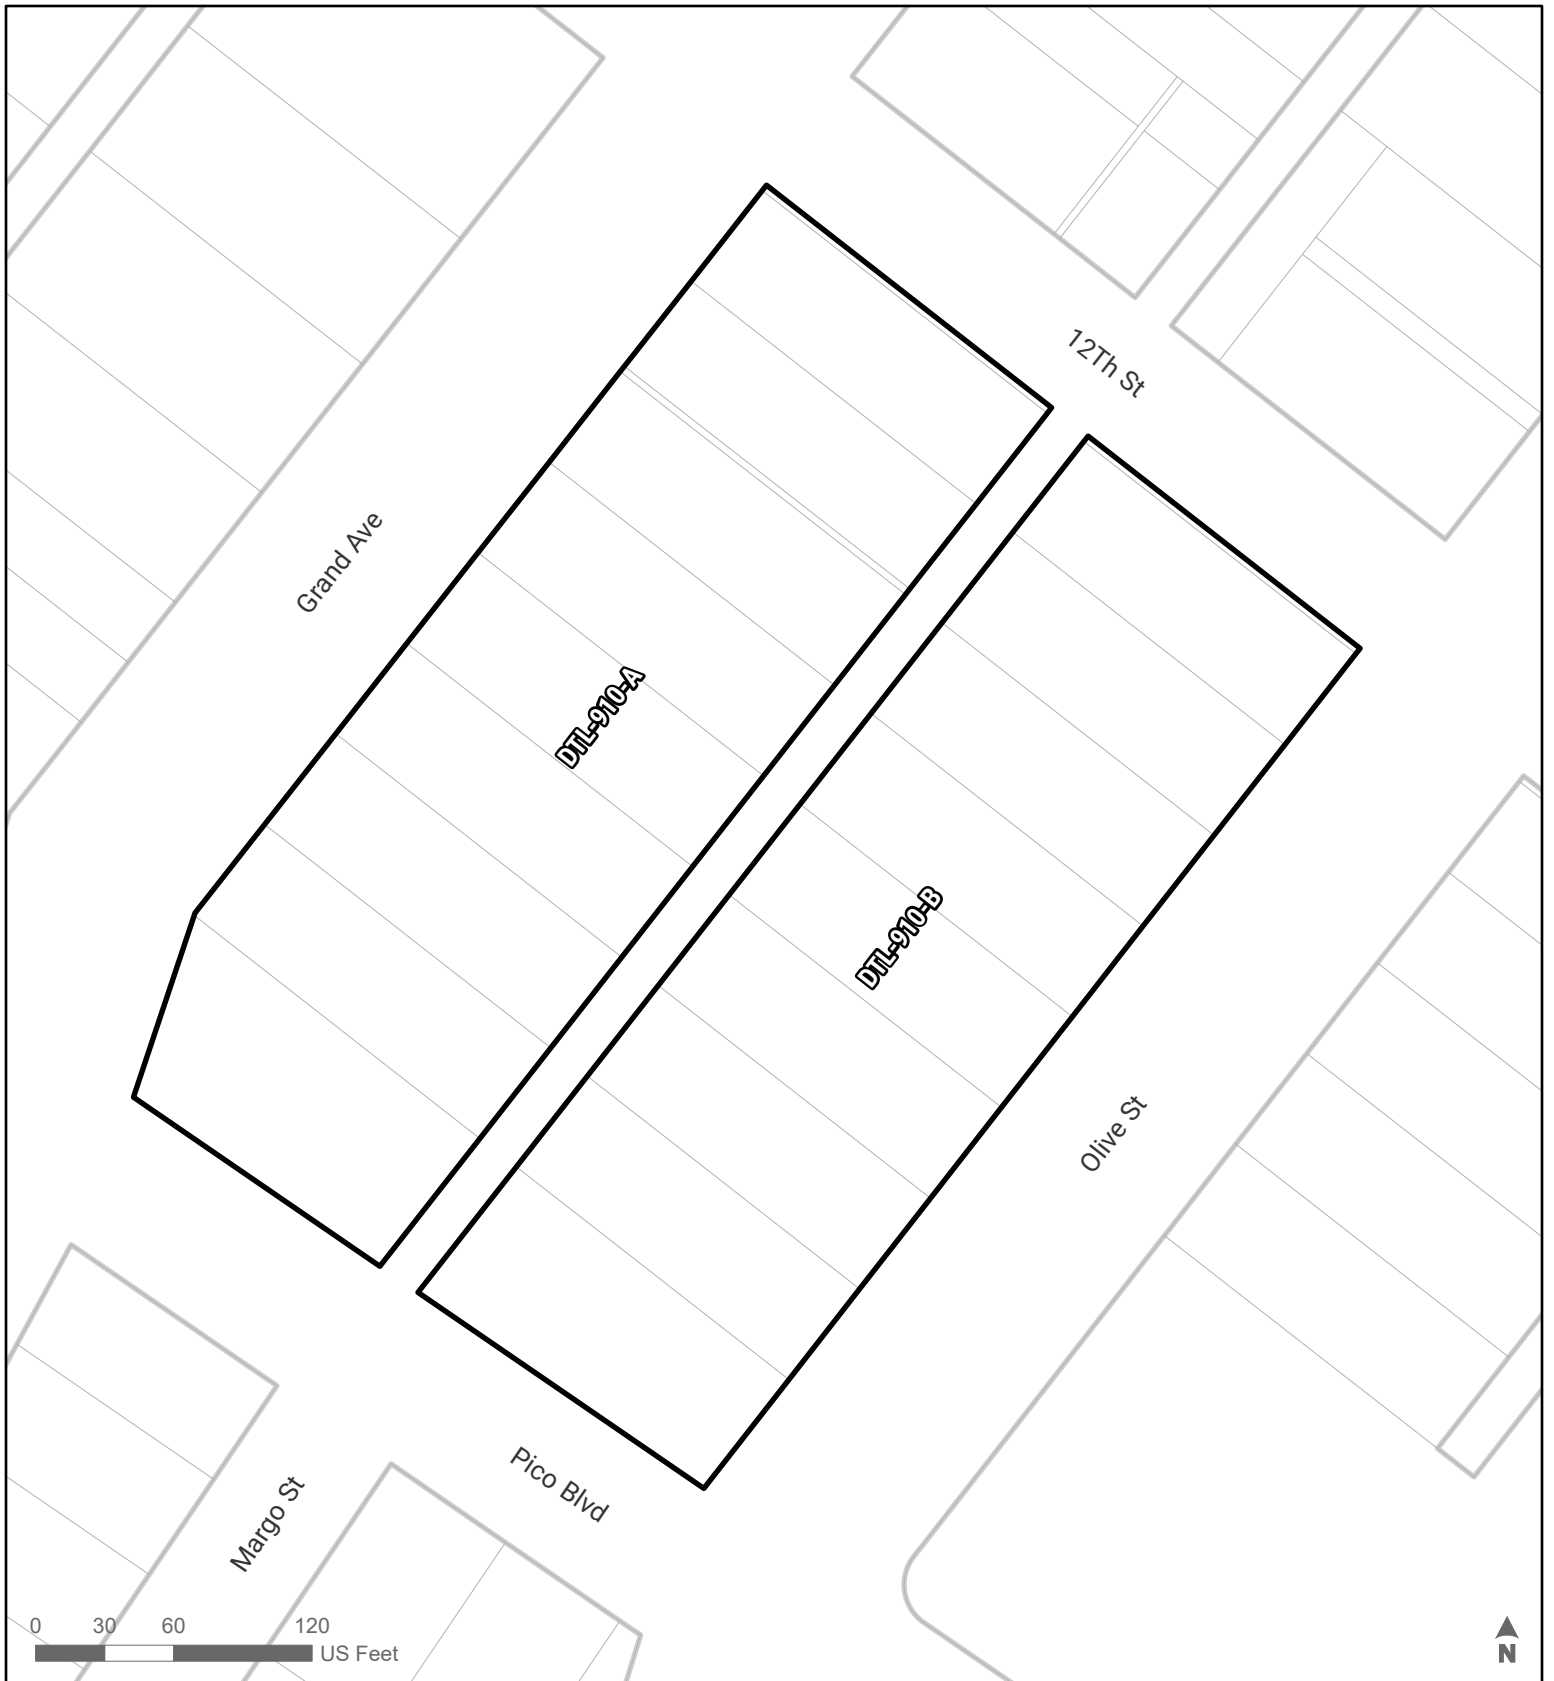 12Th St
Grand Ave
DTL-910-A
DTL-910-B
Olive St
Pico Blvd
Margo St
0 30 60 120
US Feet
N